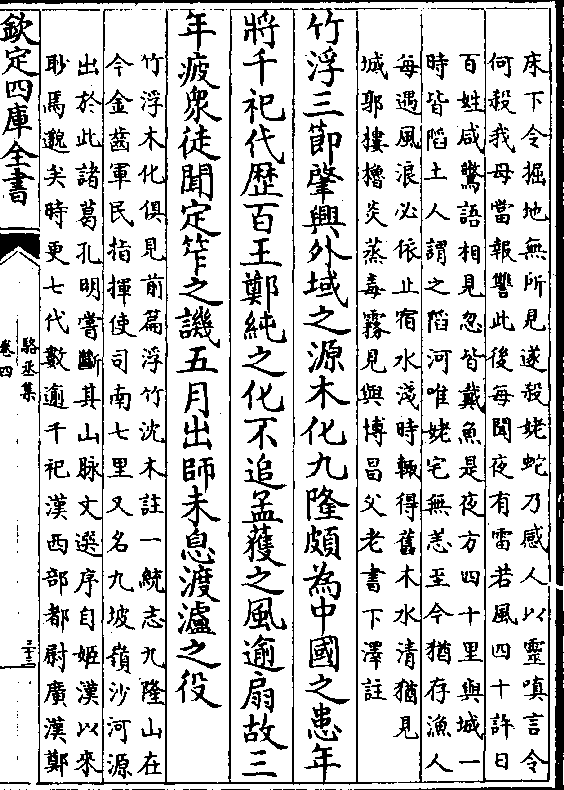 床下令掘地無所見遂殺姥蛇乃感人以靈嗔言令
何殺我母當報讐此後每聞夜有雷若風四十許日
百姓咸驚語相見忽皆戴魚是夜方四十里與城一
時皆陷土人謂之陷河唯姥宅無恙至今猶存漁人
每遇風浪必依止宿水淺時輙得舊木水清猶見
城郭樓櫓炎蒸毒霧見與博昌父老書下澤註
竹浮三節肇興外域之源木化九隆頗為中國之患年
將千祀代歴百王鄭純之化不追孟獲之風逾扇故三
年疲衆徒聞定笮之譏五月出師未息渡瀘之役
竹浮木化俱見前篇浮竹沈木註一統志九隆山在
今金齒軍民指揮使司南七里又名九坡嶺沙河源
出於此諸葛孔明嘗斷其山脉文選序自姬漢以來
眇焉邈矣時更七代數逾千祀漢西部都尉廣漢鄭
欽定四庫全書
駱丞集
卷四
二十三